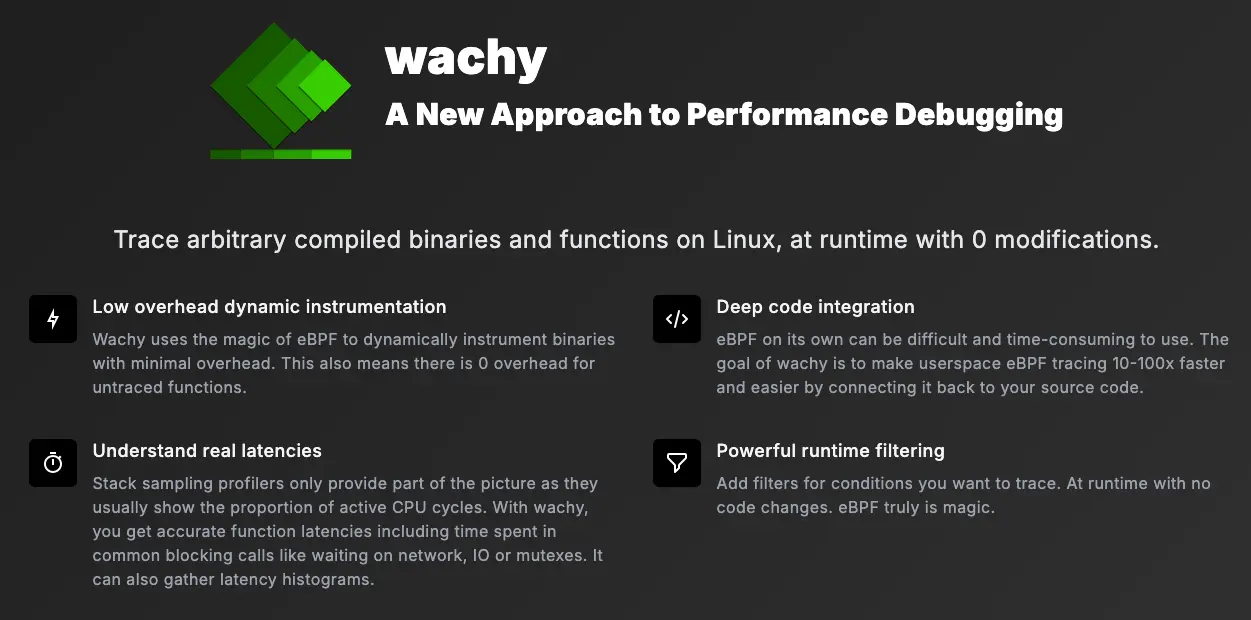 wachy
A New Approach to Performance Debugging
Trace arbitrary compiled binaries and functions on Linux, at runtime with 0 modifications.
Low overhead dynamic instrumentation
Wachy uses the magic of eBPF to dynamically instrument binaries
with minimal overhead. This also means there is 0 overhead for
untraced functions.
Deep code integration
eBPF on its own can be difficult and time-consuming to use. The
goal of wachy is to make userspace eBPF tracing 10-100x faster
and easier by connecting it back to your source code.
Understand real latencies
Stack sampling profilers only provide part of the picture as they
usually show the proportion of active CPU cycles. With wachy,
you get accurate function latencies including time spent in
common blocking calls like waiting on network, IO or mutexes. It
can also gather latency histograms.
Powerful runtime filtering
Add filters for conditions you want to trace. At runtime with no
code changes. eBPF truly is magic.